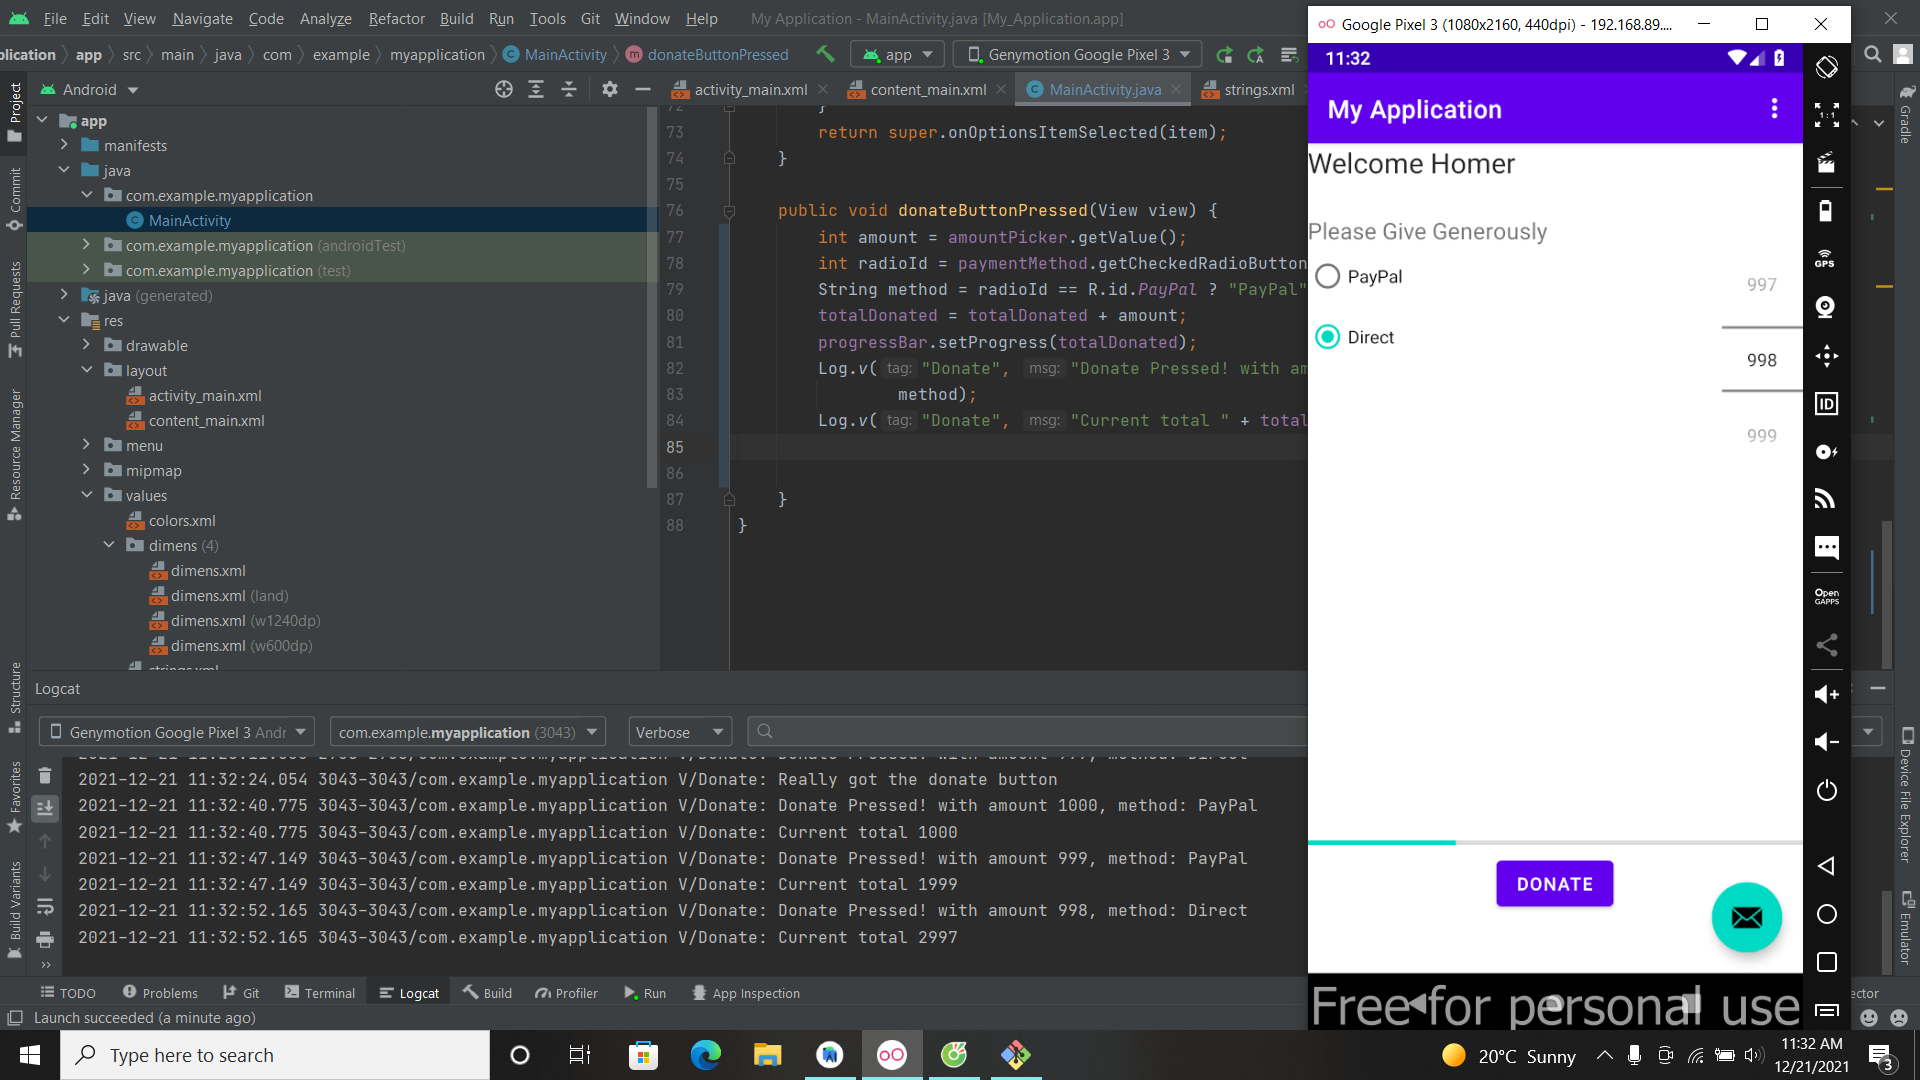 File Edit View Navigate Code Analyze Refactor Build Run Tools Git Window Help My Application - MainActivity.java [My_Application.app]
plication app src main java com example myapplication MainActivity donateButtonPressed app Genymotion Google Pixel 3
Android
activity_main.xml content_main.xml MainActivity.java strings.xml
Project
Commit
Pull Requests
Resource Manager
Structure
Favorites
Build Variants
app
manifests
java
com.example.myapplication
MainActivity
com.example.myapplication (androidTest)
com.example.myapplication (test)
java (generated)
res
drawable
layout
activity_main.xml
content_main.xml
menu
mipmap
values
colors.xml
dimens (4)
dimens.xml
dimens.xml (land)
dimens.xml (w1240dp)
dimens.xml (w600dp)
strings.xml
72 }
73 return super.onOptionsItemSelected(item);
74 }
75
76 public void donateButtonPressed(View view) {
77 int amount = amountPicker.getValue();
78 int radioId = paymentMethod.getCheckedRadioButton
79 String method = radioId == R.id.PayPal ? "PayPal"
80 totalDonated = totalDonated + amount;
81 progressBar.setProgress(totalDonated);
82 Log.v( tag: "Donate", msg: "Donate Pressed! with am
83 method);
84 Log.v( tag: "Donate", msg: "Current total " + total
85
86
87 }
88 }
Google Pixel 3 (1080x2160, 440dpi) - 192.168.89....
11:32
My Application
Welcome Homer
Please Give Generously
PayPal
Direct
997
998
999
DONATE
Free for personal use
1:1
GPS
ID
Open
GAPPS
Gradle
Device File Explorer
Emulator
Logcat
Genymotion Google Pixel 3 Andr com.example.myapplication (3043) Verbose
2021-12-21 11:32:24.054 3043-3043/com.example.myapplication V/Donate: Really got the donate button
2021-12-21 11:32:40.775 3043-3043/com.example.myapplication V/Donate: Donate Pressed! with amount 1000, method: PayPal
2021-12-21 11:32:40.775 3043-3043/com.example.myapplication V/Donate: Current total 1000
2021-12-21 11:32:47.149 3043-3043/com.example.myapplication V/Donate: Donate Pressed! with amount 999, method: PayPal
2021-12-21 11:32:47.149 3043-3043/com.example.myapplication V/Donate: Current total 1999
2021-12-21 11:32:52.165 3043-3043/com.example.myapplication V/Donate: Donate Pressed! with amount 998, method: Direct
2021-12-21 11:32:52.165 3043-3043/com.example.myapplication V/Donate: Current total 2997
TODO Problems Git Terminal Logcat Build Profiler Run App Inspection ector
Launch succeeded (a minute ago)
Type here to search
20°C Sunny
11:32 AM
12/21/2021
3